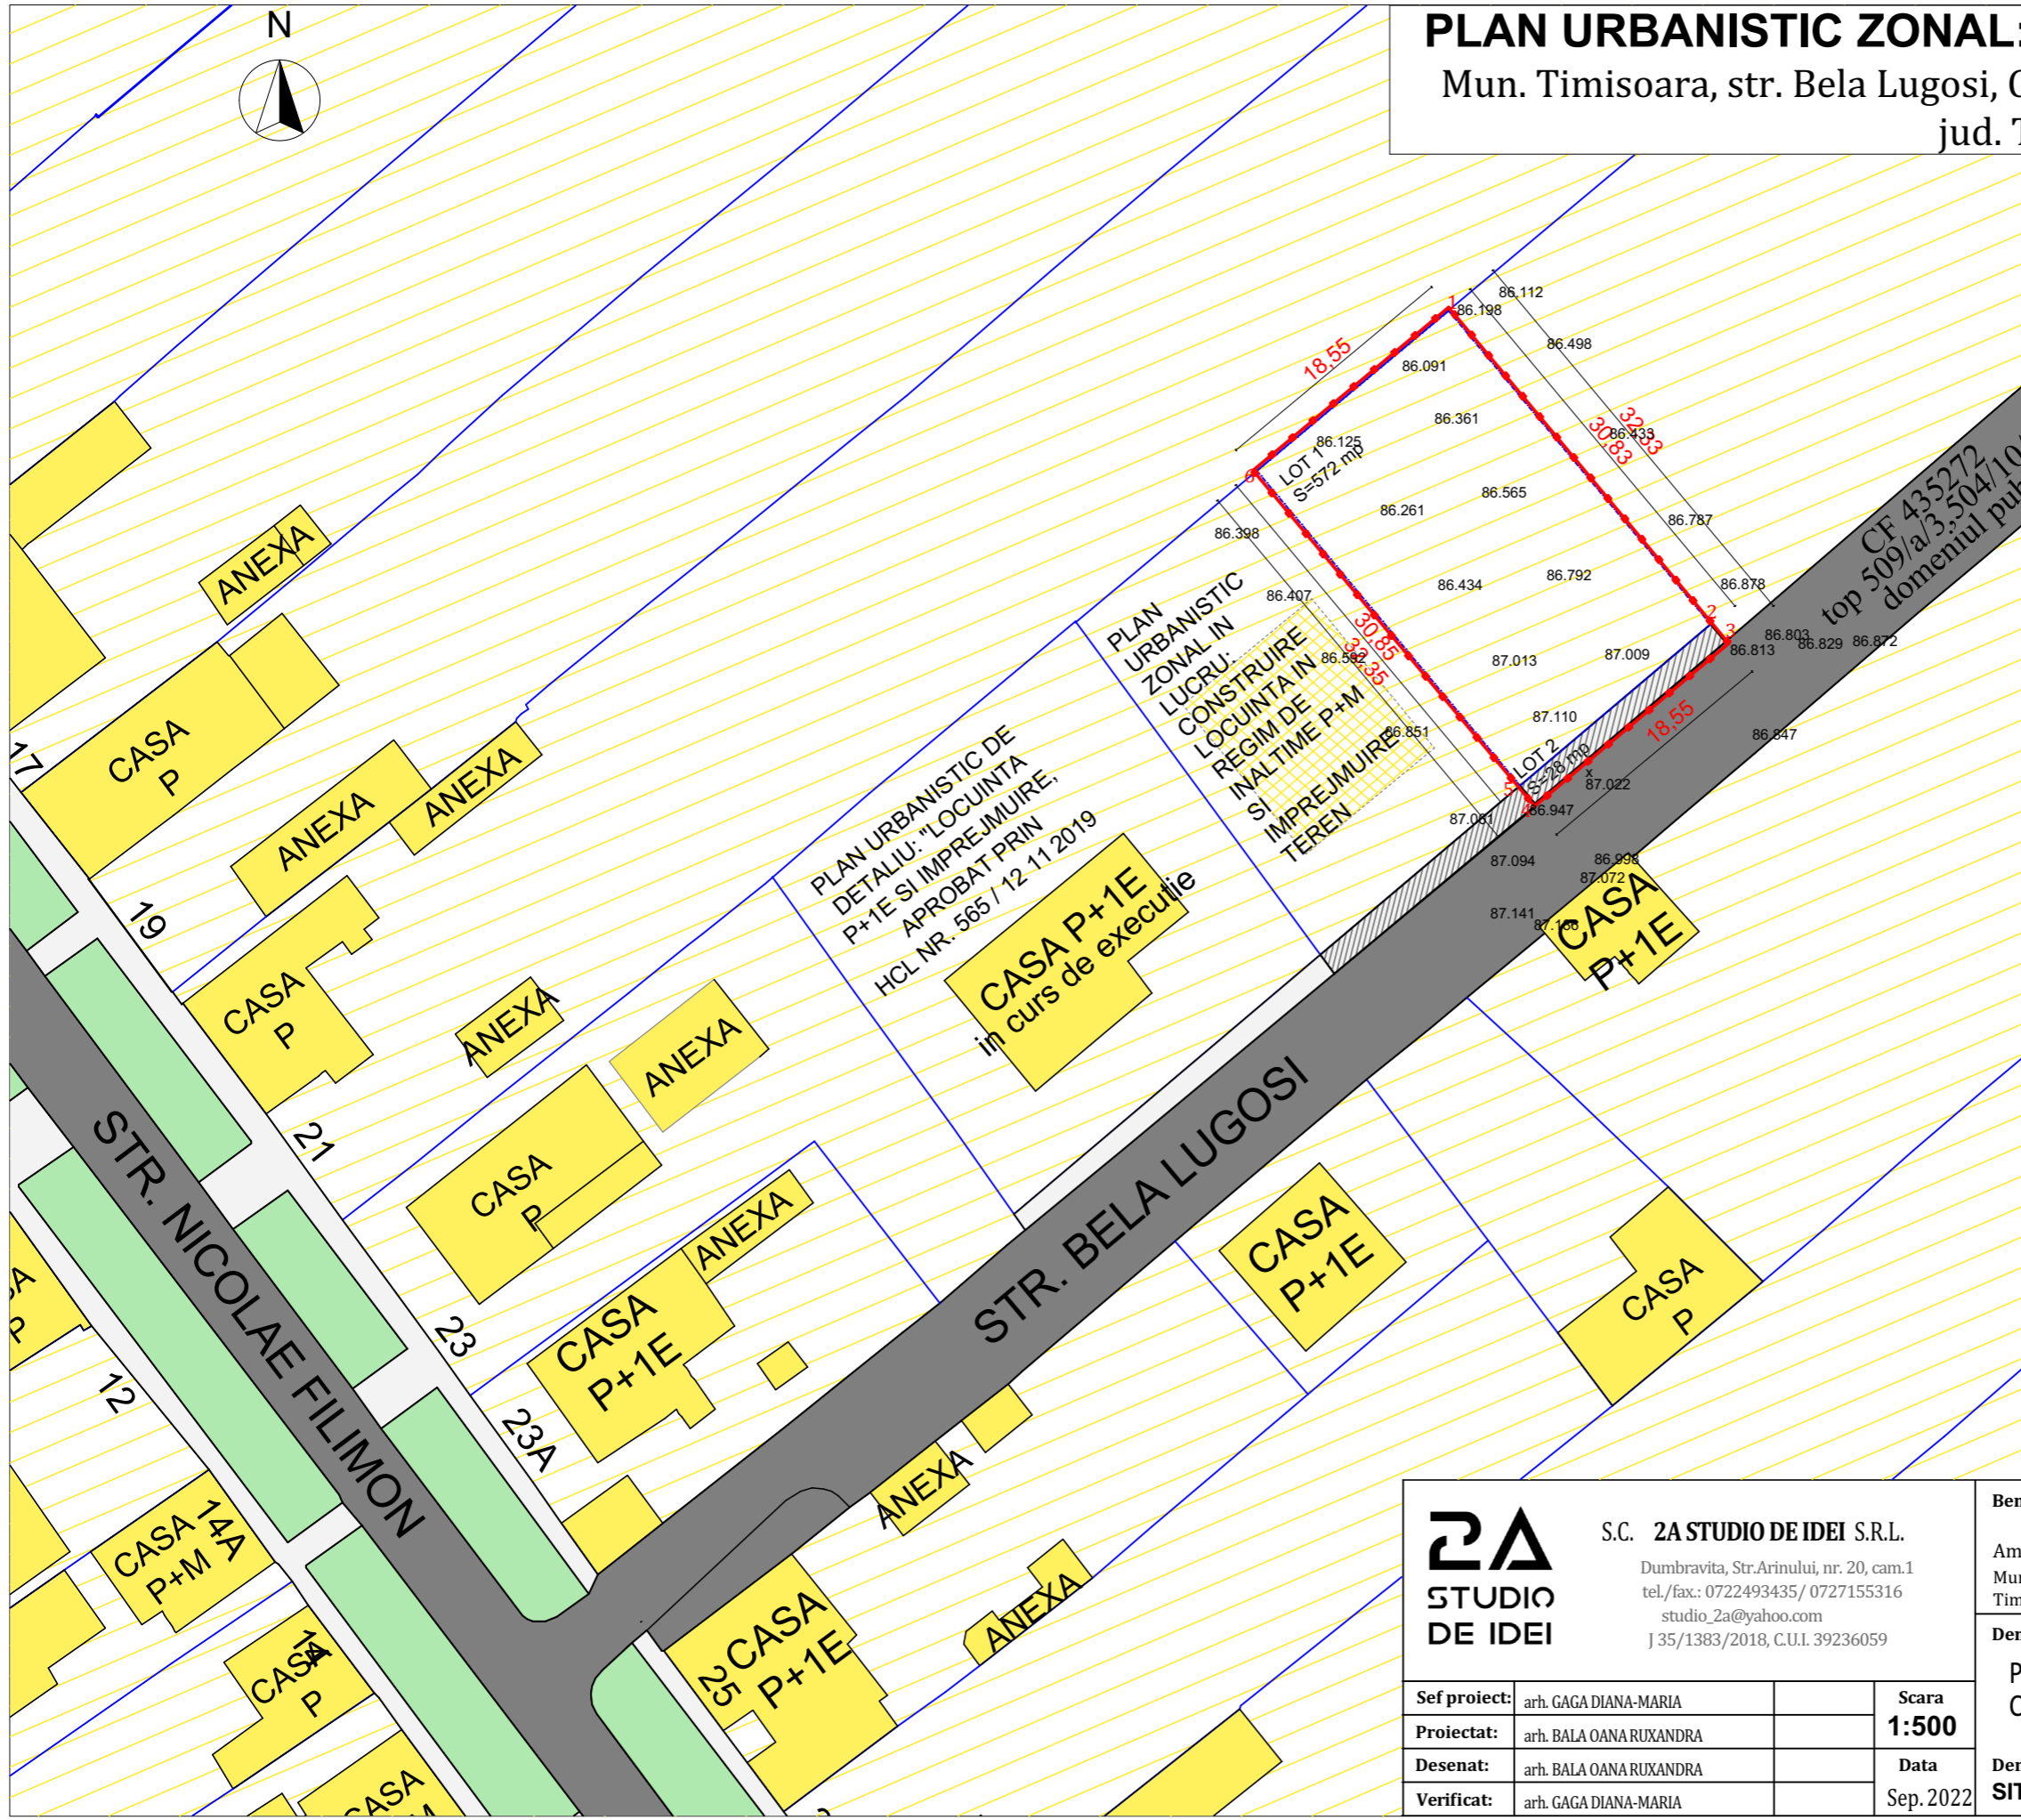 N
PLAN URBANISTIC ZONAL:
Mun. Timisoara, str. Bela Lugosi,
jud.
1
86.112
86.198
86.498
18,55
86.091
86.361
32,53
86.433
30,83
86.125
LOT 1
S=572 mp
6
86.565
86.261
86.787
86.398
CF 435272
top 509/a/3,504/10
domeniul
86.434
86.792
86.878
86.407
2
3
86.803
86.829
86.872
86.813
30,85
32,35
86.592
87.013
87.009
87.110
18,55
86.847
86.851
LOT 2
S=28 mp
x
87.022
5
86.947
87.061
87.094
86.998
87.072
87.141
CASA
P+1E
PLAN
URBANISTIC
ZONAL IN
LUCRU:
CONSTRUIRE
LOCUINTA IN
REGIM DE
INALTIME P+M
SI
IMPREJMUIRE
TEREN
PLAN URBANISTIC DE
DETALIU: "LOCUINTA
P+1E SI IMPREJMUIRE,
APROBAT PRIN
HCL NR. 565 / 12 11 2019
CASA P+1E
in curs de executie
ANEXA
17
CASA
P
ANEXA
ANEXA
19
CASA
P
ANEXA
ANEXA
21
CASA
P
ANEXA
23
CASA
P+1E
23A
STR. NICOLAE FILIMON
STR. BELA LUGOSI
CASA
P+1E
CASA
P
ANEXA
ANEXA
25
CASA
P+1E
P
12
CASA
P+M
14A
CASA
P
14
CASA
2A
STUDIO
DE IDEI
S.C. 2A STUDIO DE IDEI S.R.L.
Dumbravita, Str.Arinului, nr. 20, cam.1
tel./fax.: 0722493435/ 0727155316
studio_2a@yahoo.com
J 35/1383/2018, C.U.I. 39236059
Sef proiect: arh. GAGA DIANA-MARIA
Scara
1:500
Proiectat: arh. BALA OANA RUXANDRA
Desenat: arh. BALA OANA RUXANDRA
Data
Sep. 2022
Verificat: arh. GAGA DIANA-MARIA